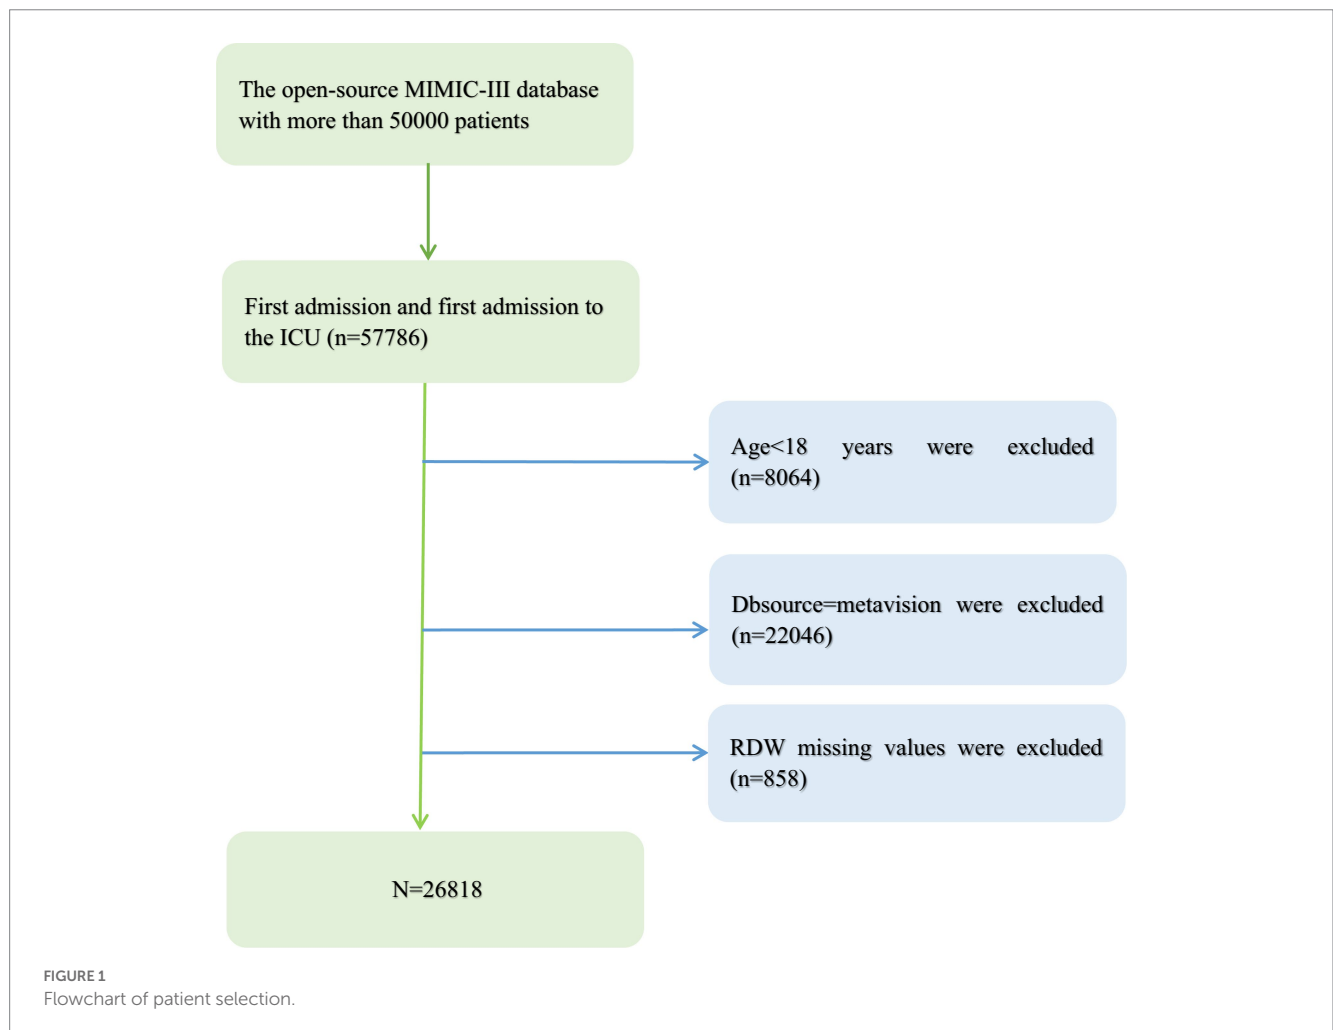 The open-source MIMIC-III database
with more than 50000 patients
First admission and first admission to
the ICU (n=57786)
Age<18 years were excluded
(n=8064)
Dbsource=metavision were excluded
(n=22046)
RDW missing values were excluded
(n=858)
N=26818
FIGURE 1
Flowchart of patient selection.